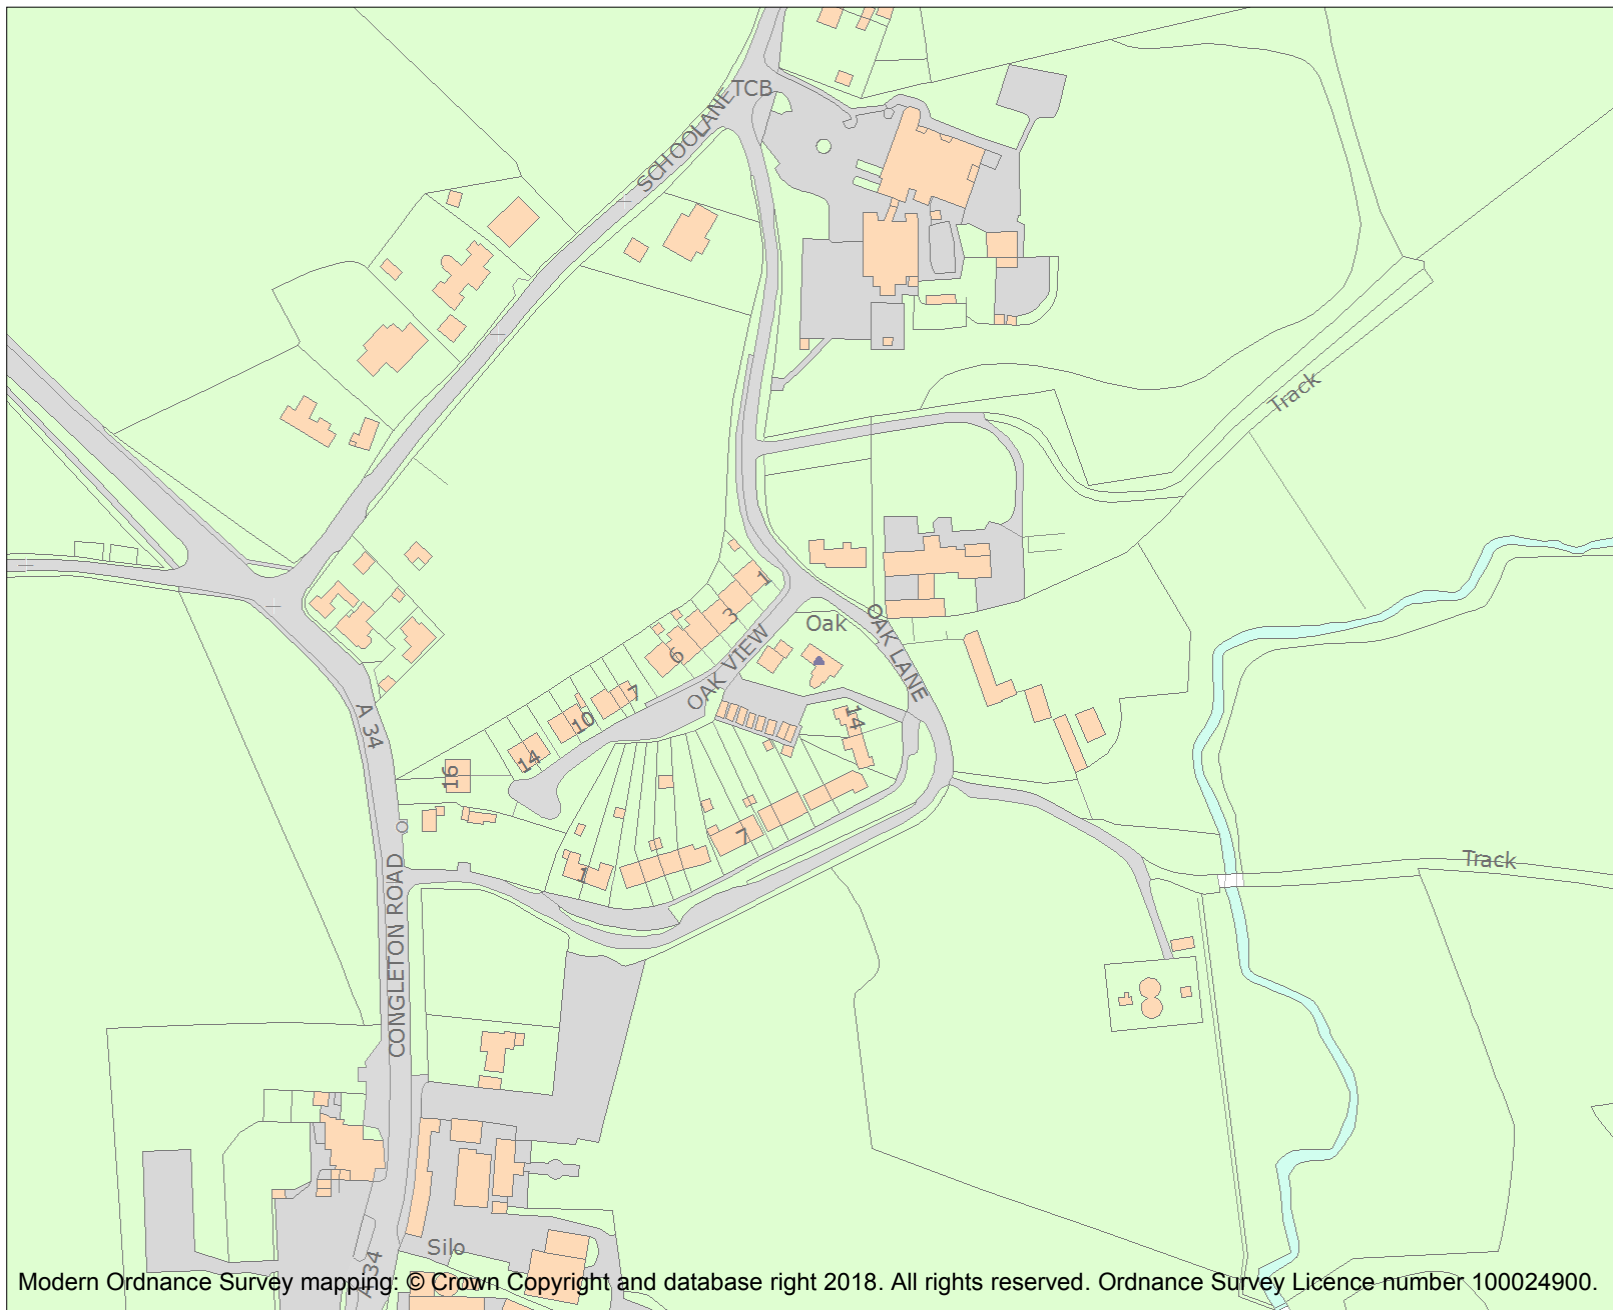 TCB
SCHOOLANE
Track
1
3
Oak
OAK LANE
6
OAK VIEW
7
10
14
14
A 34
16
7
1
Track
CONGLETON ROAD
Silo
A 34
Modern Ordnance Survey mapping: © Crown Copyright and database right 2018. All rights reserved. Ordnance Survey Licence number 100024900.